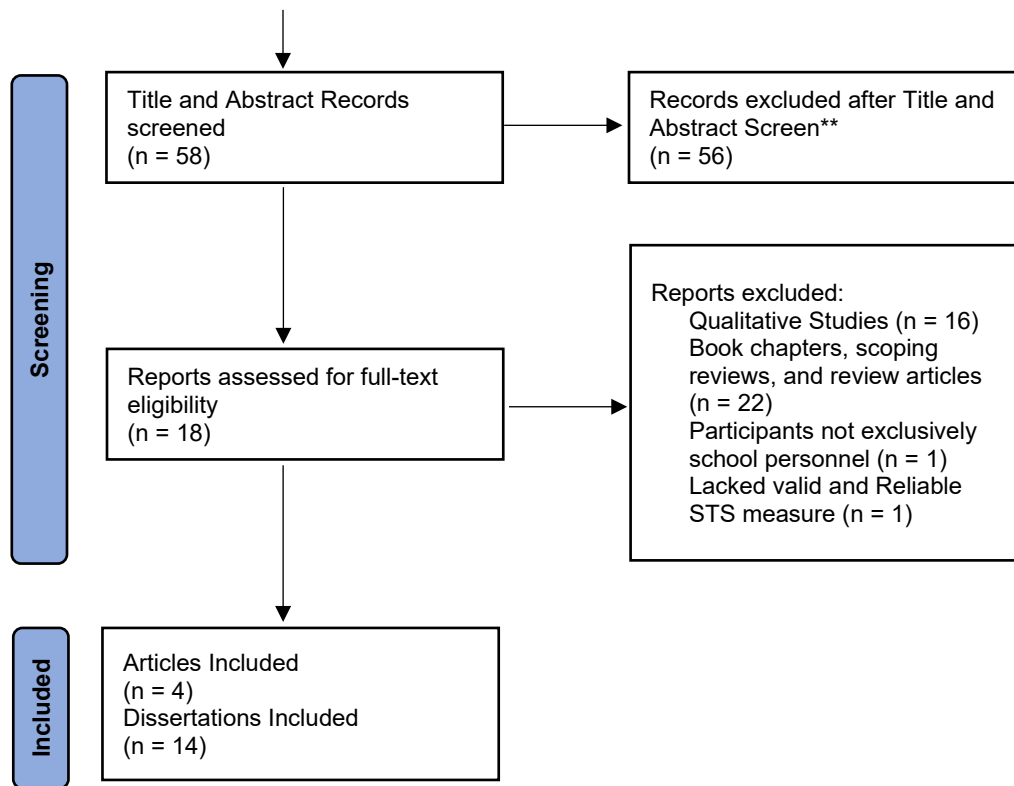 Screening
Title and Abstract Records
screened
(n = 58)
Records excluded after Title and
Abstract Screen**
(n = 56)
Reports assessed for full-text
eligibility
(n = 18)
Reports excluded:
Qualitative Studies (n = 16)
Book chapters, scoping
reviews, and review articles
(n = 22)
Participants not exclusively
school personnel (n = 1)
Lacked valid and Reliable
STS measure (n = 1)
Included
Articles Included
(n = 4)
Dissertations Included
(n = 14)